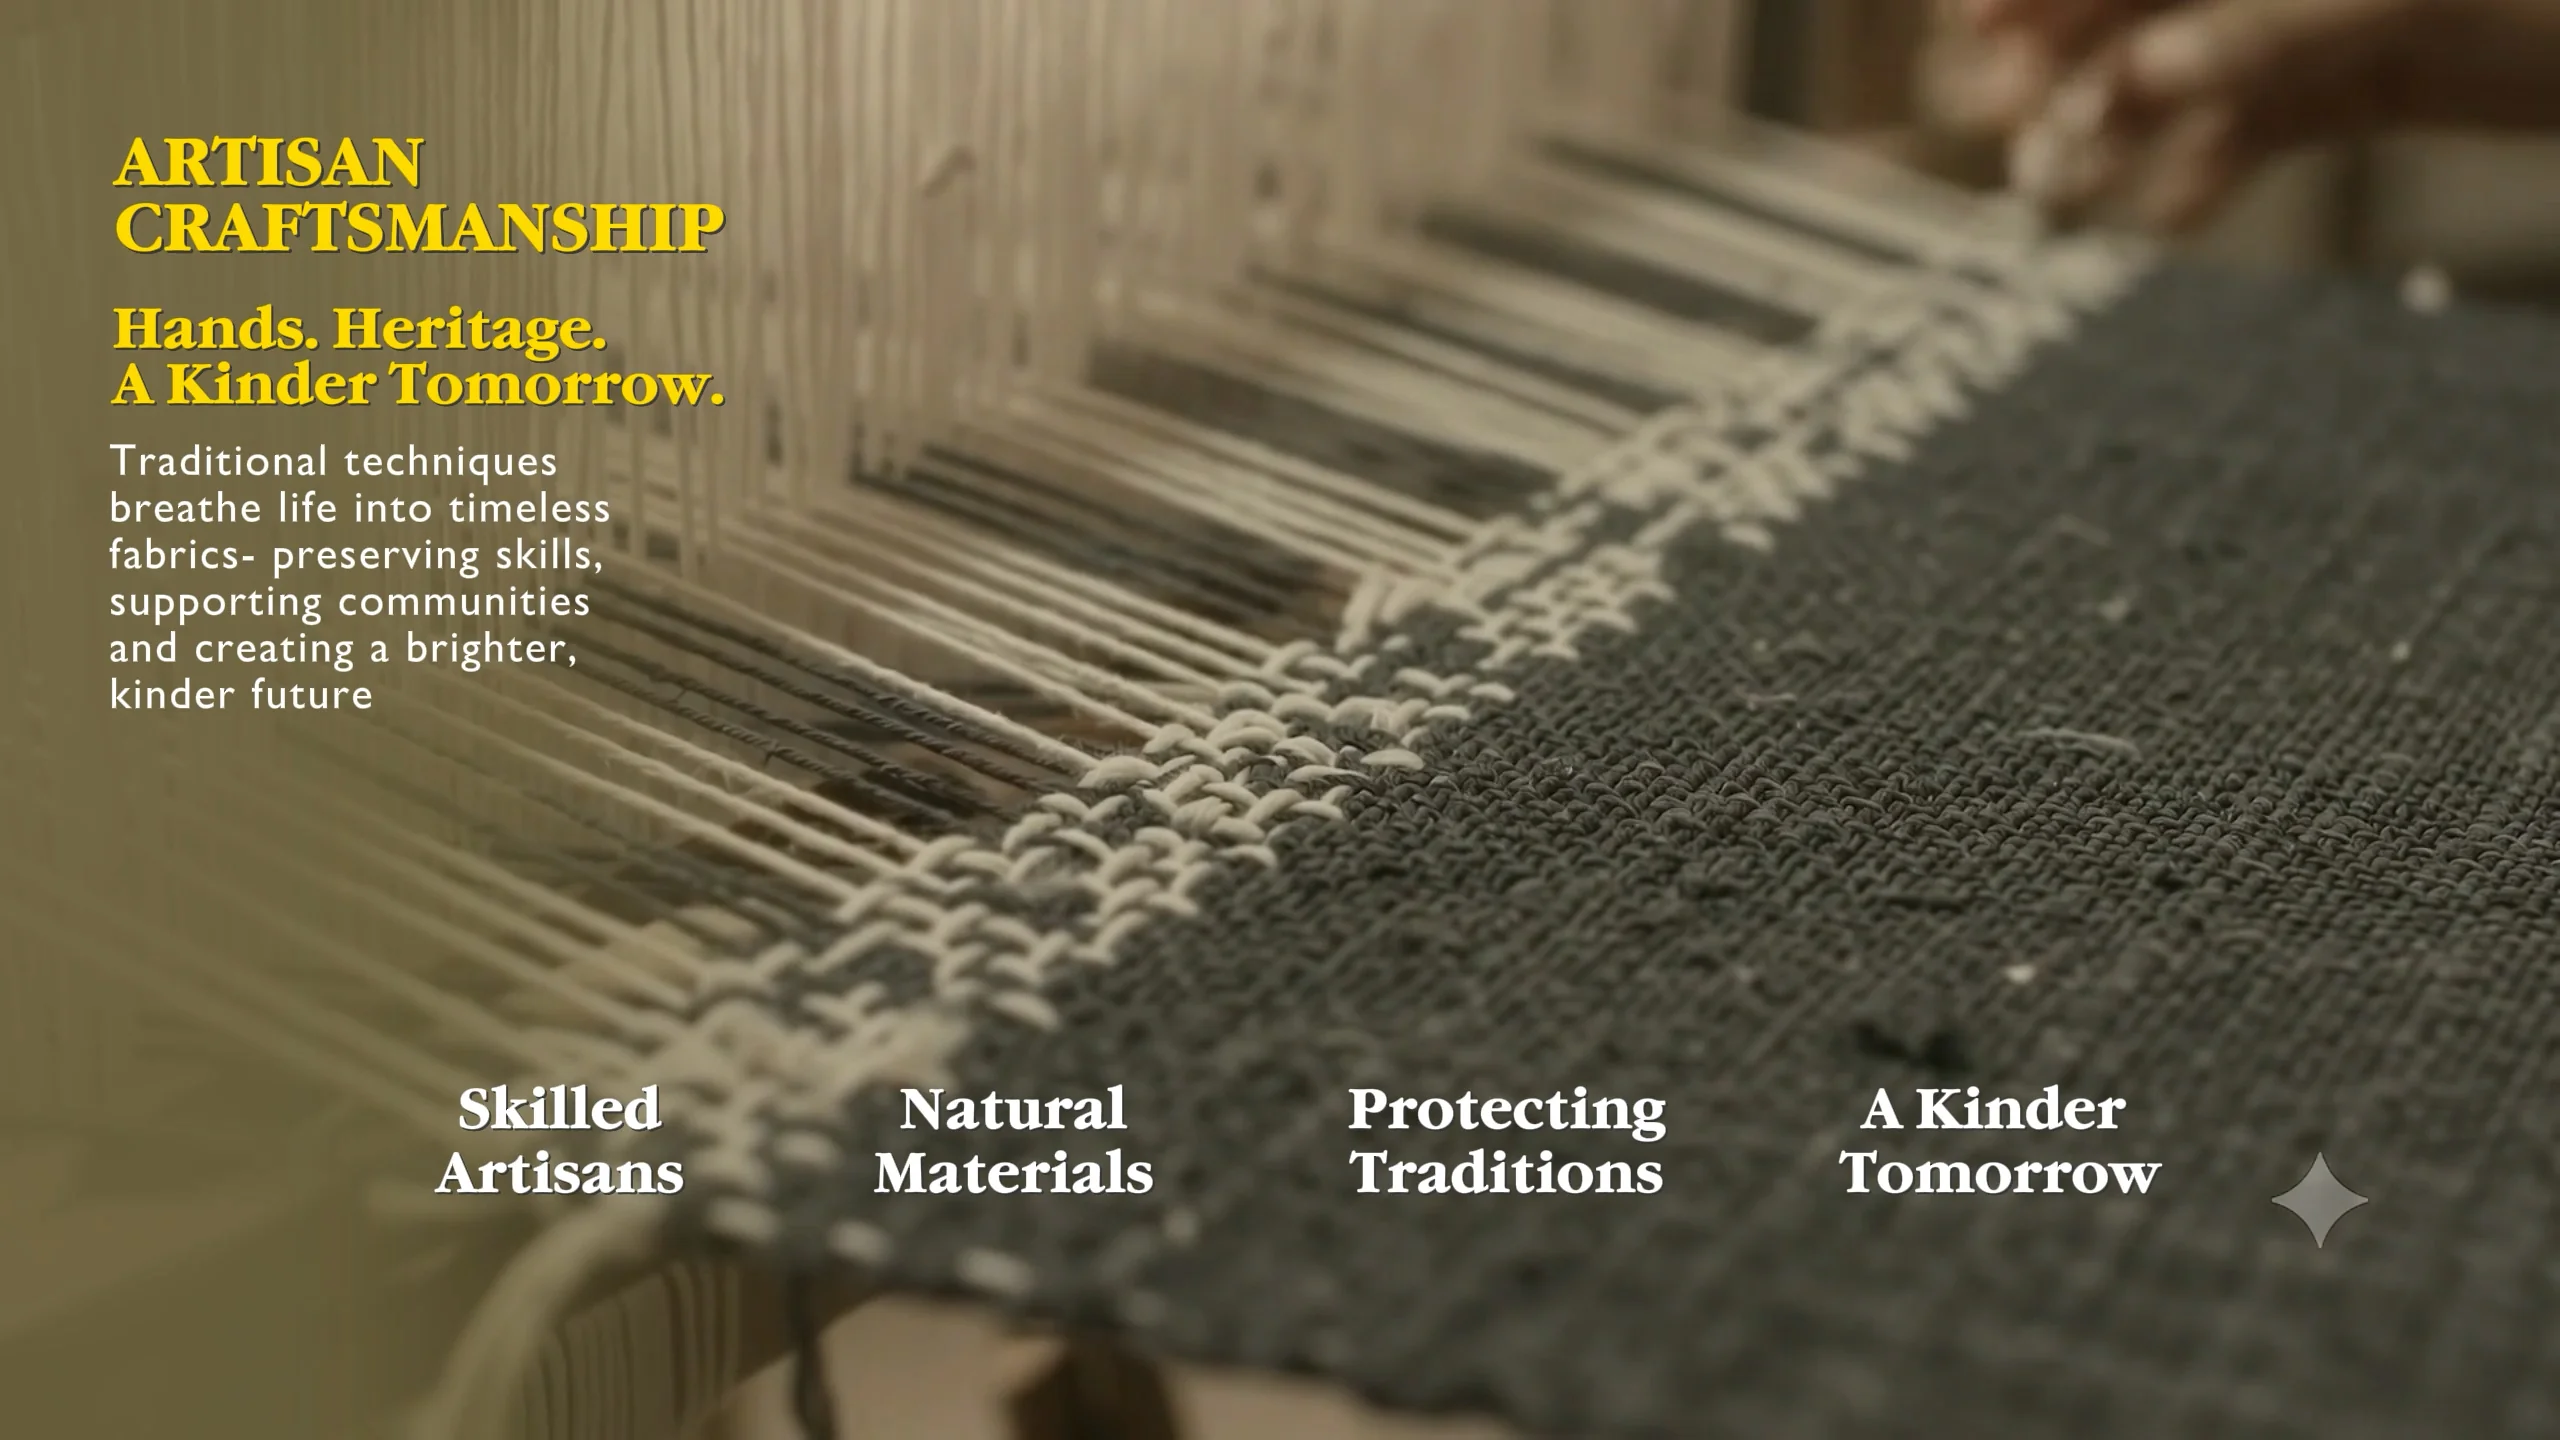 ARTISAN
CRAFTSMANSHIP
Hands. Heritage.
A Kinder Tomorrow.
Traditional techniques
breathe life into timeless
fabrics- preserving skills,
supporting communities
and creating a brighter,
kinder future
Skilled
Artisans
Natural
Materials
Protecting
Traditions
A Kinder
Tomorrow